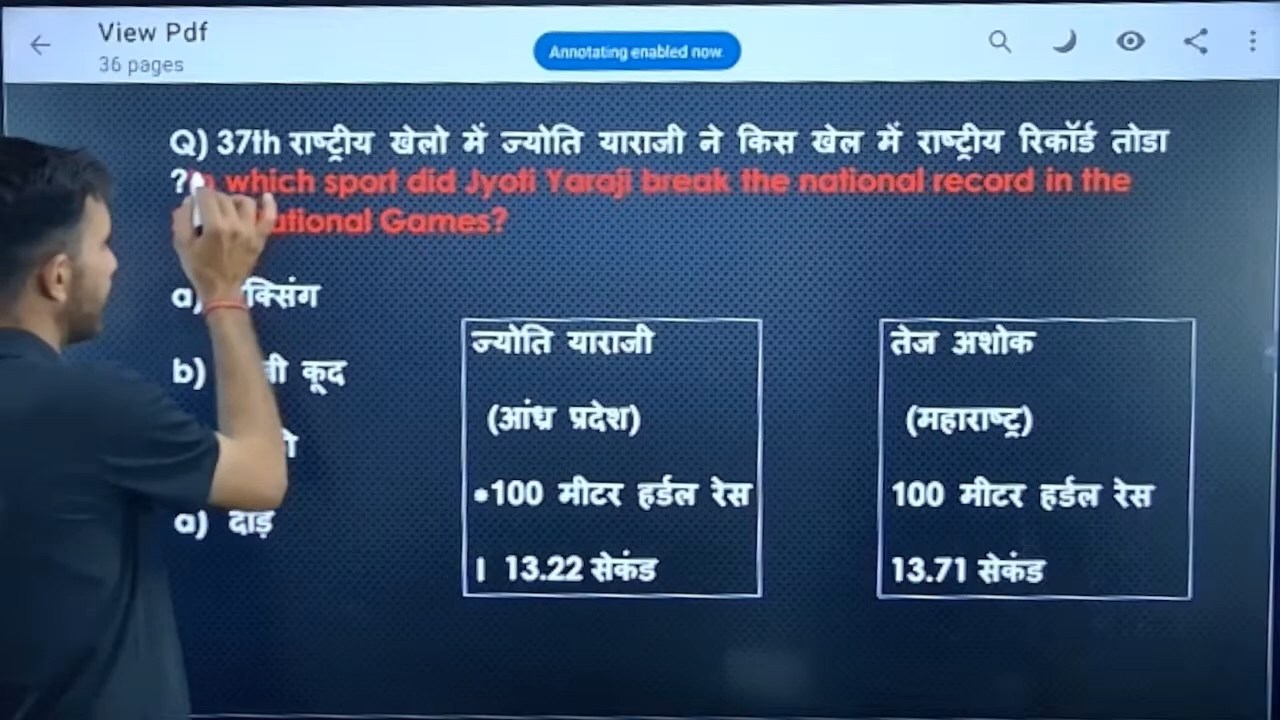 View Pdf
36 pages
Annotating enabled now.
Q) 37th राष्ट्रीय खेलो में ज्योति याराजी ने किस खेल में राष्ट्रीय रिकॉर्ड तोडा
? which sport did Jyoti Yaraji break the national record in the
Games?
a)
b) कूद
a) दौड़
ज्योति याराजी
(आंध्र प्रदेश)
•100 मीटर हर्डल रेस
। 13.22 सेकंड
तेज अशोक
(महाराष्ट्र)
100 मीटर हर्डल रेस
13.71 सेकंड